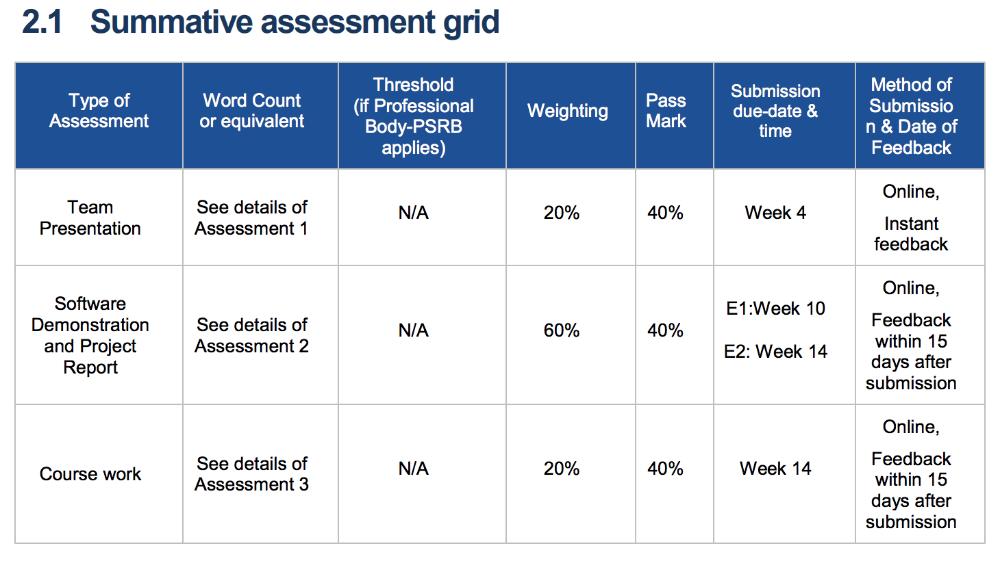 2.1 Summative assessment grid
Type of
Assessment
Word Count
or equivalent
Threshold
(if Professional
Body-PSRB
applies)
Weighting
Pass
Mark
Submission
due-date &
time
Method of
Submissio
n & Date of
Feedback
Team
Presentation
See details of
Assessment 1
N/A
20%
40%
Week 4
Online,
Instant
feedback
Software
Demonstration
and Project
Report
See details of
Assessment 2
N/A
60%
40%
E1:Week 10
E2: Week 14
Online,
Feedback
within 15
days after
submission
Course work
See details of
Assessment 3
N/A
20%
40%
Week 14
Online,
Feedback
within 15
days after
submission